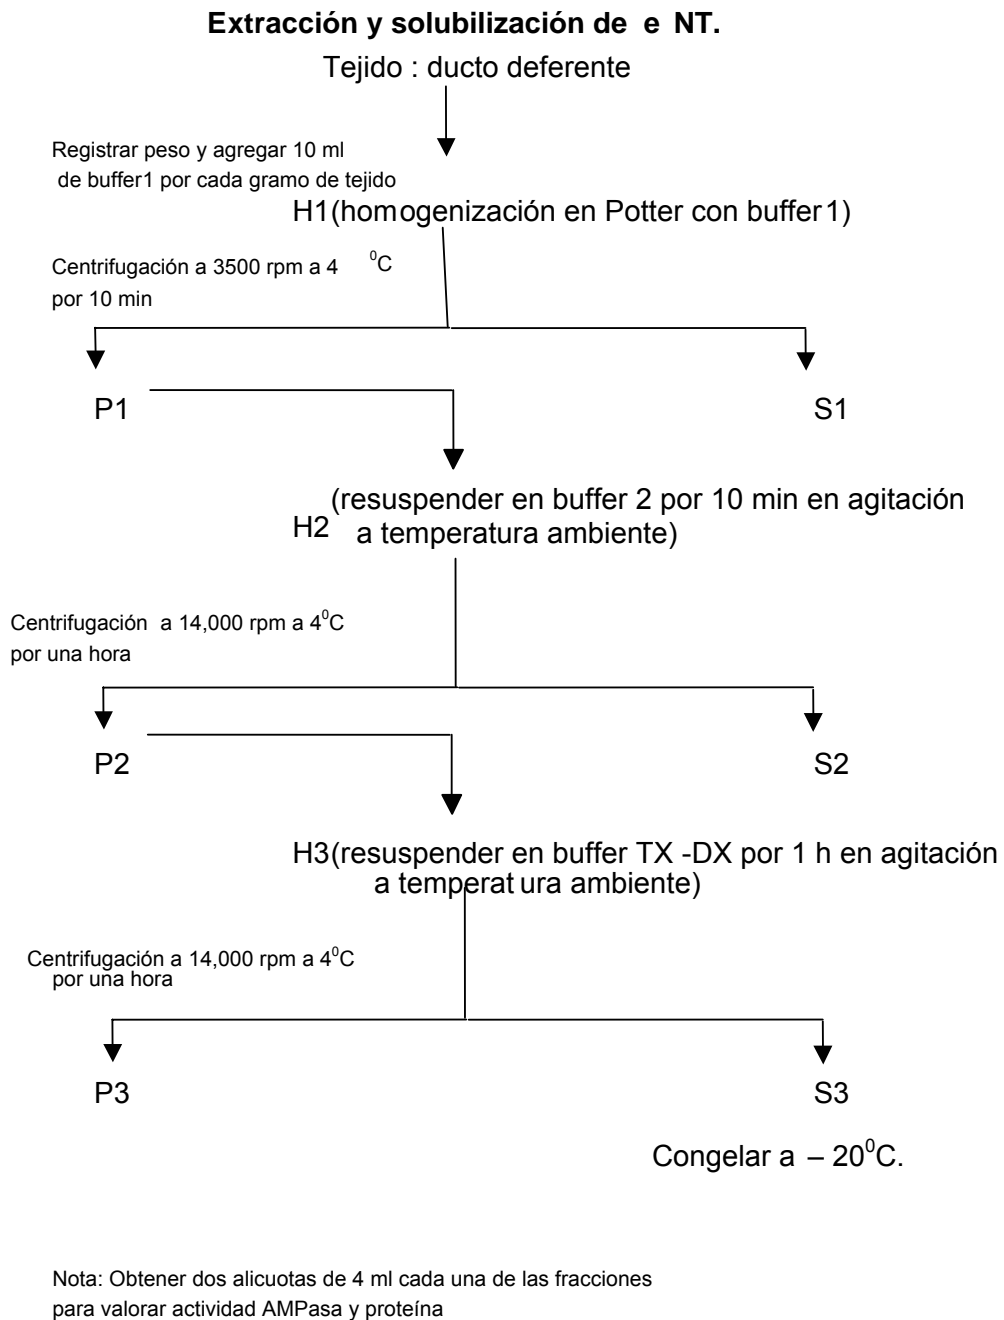 Extracción y solubilización de e NT.
Tejido : ducto deferente
Registrar peso y agregar 10 ml
de buffer1 por cada gramo de tejido
H1(homogenización en Potter con buffer1)
Centrifugación a 3500 rpm a 4 ⁰C
por 10 min
P1
S1
(resuspender en buffer 2 por 10 min en agitación
H2 a temperatura ambiente)
Centrifugación a 14,000 rpm a 4⁰C
por una hora
P2
S2
H3(resuspender en buffer TX -DX por 1 h en agitación
a temperat ura ambiente)
Centrifugación a 14,000 rpm a 4⁰C
por una hora
P3
S3
Congelar a – 20⁰C.
Nota: Obtener dos alicuotas de 4 ml cada una de las fracciones
para valorar actividad AMPasa y proteína